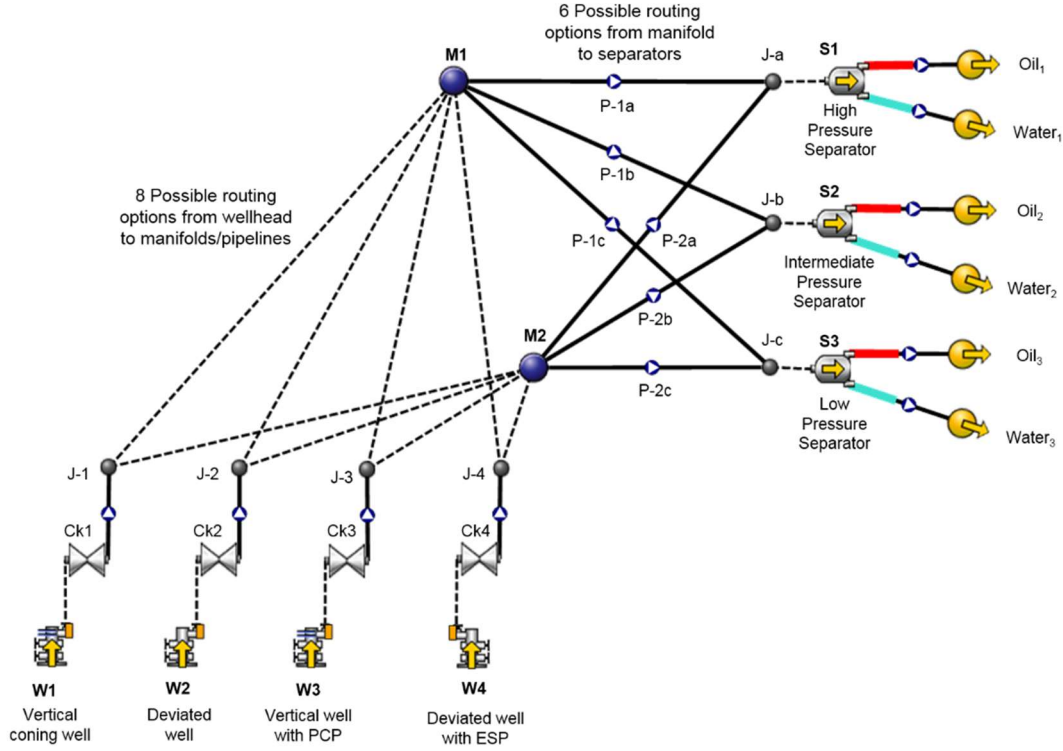 6 Possible routing
options from manifold
to separators
M1
J-a
S1
Oil₁
P-1a
High
Pressure
Separator
Water₁
P-1b
8 Possible routing
options from wellhead
to manifolds/pipelines
J-b
S2
Oil₂
P-1c
P-2a
Intermediate
Pressure
Separator
Water₂
P-2b
M2
J-c
S3
Oil₃
P-2c
Low
Pressure
Separator
Water₃
J-1
J-2
J-3
J-4
Ck1
Ck2
Ck3
Ck4
W1
W2
W3
W4
Vertical
coning well
Deviated
well
Vertical well
with PCP
Deviated well
with ESP